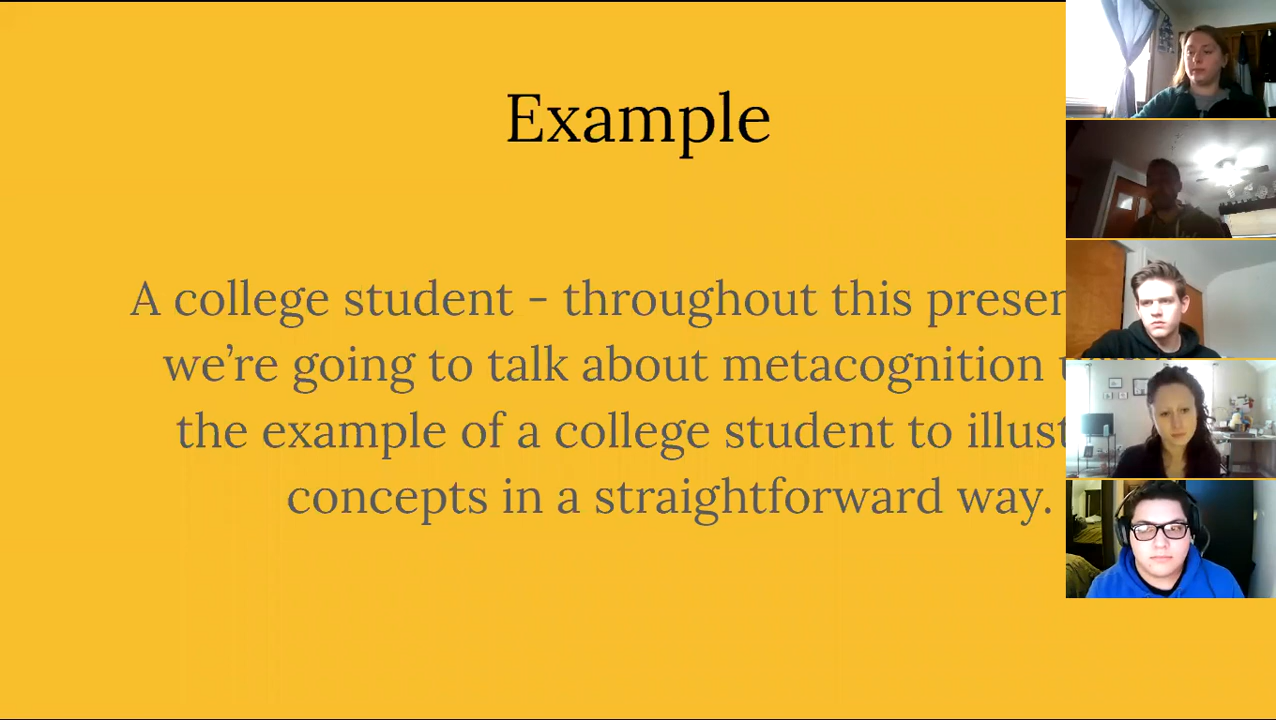 Example
A college student - throughout this presen
we’re going to talk about metacognition
the example of a college student to illust
concepts in a straightforward way.